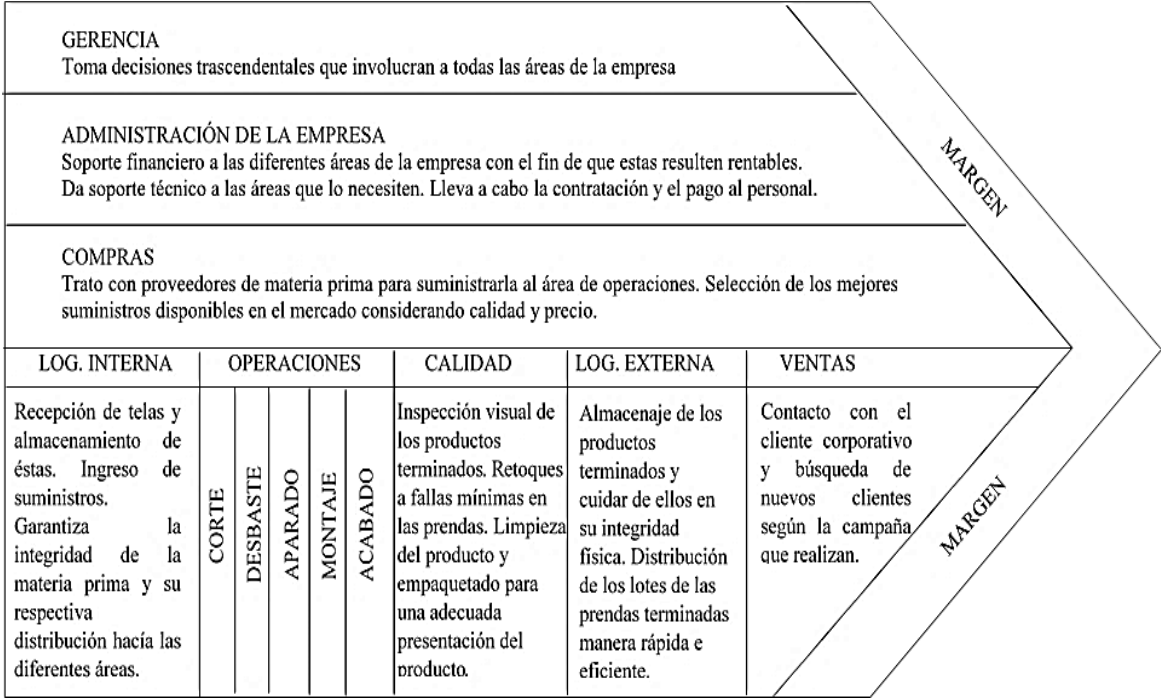 GERENCIA
Toma decisiones trascendentales que involucran a todas las áreas de la empresa
ADMINISTRACIÓN DE LA EMPRESA
Soporte financiero a las diferentes áreas de la empresa con el fin de que estas resulten rentables.
Da soporte técnico a las áreas que lo necesiten. Lleva a cabo la contratación y el pago al personal.
COMPRAS
Trato con proveedores de materia prima para suministrarla al área de operaciones. Selección de los mejores
suministros disponibles en el mercado considerando calidad y precio.
MARGEN
LOG. INTERNA
Recepción de telas y
almacenamiento de
éstas. Ingreso de
suministros.
Garantiza la
integridad de la
materia prima y su
respectiva
distribución hacía las
diferentes áreas.
OPERACIONES
CORTE
DESBASTE
APARADO
MONTAJE
ACABADO
CALIDAD
Inspección visual de
los productos
terminados. Retoques
a fallas mínimas en
las prendas. Limpieza
del producto y
empaquetado para
una adecuada
presentación del
producto.
LOG. EXTERNA
Almacenaje de los
productos
terminados y
cuidar de ellos en
su integridad
física. Distribución
de los lotes de las
prendas terminadas
manera rápida e
eficiente.
VENTAS
Contacto con el
cliente corporativo
y búsqueda de
nuevos clientes
según la campaña
que realizan.
MARGEN